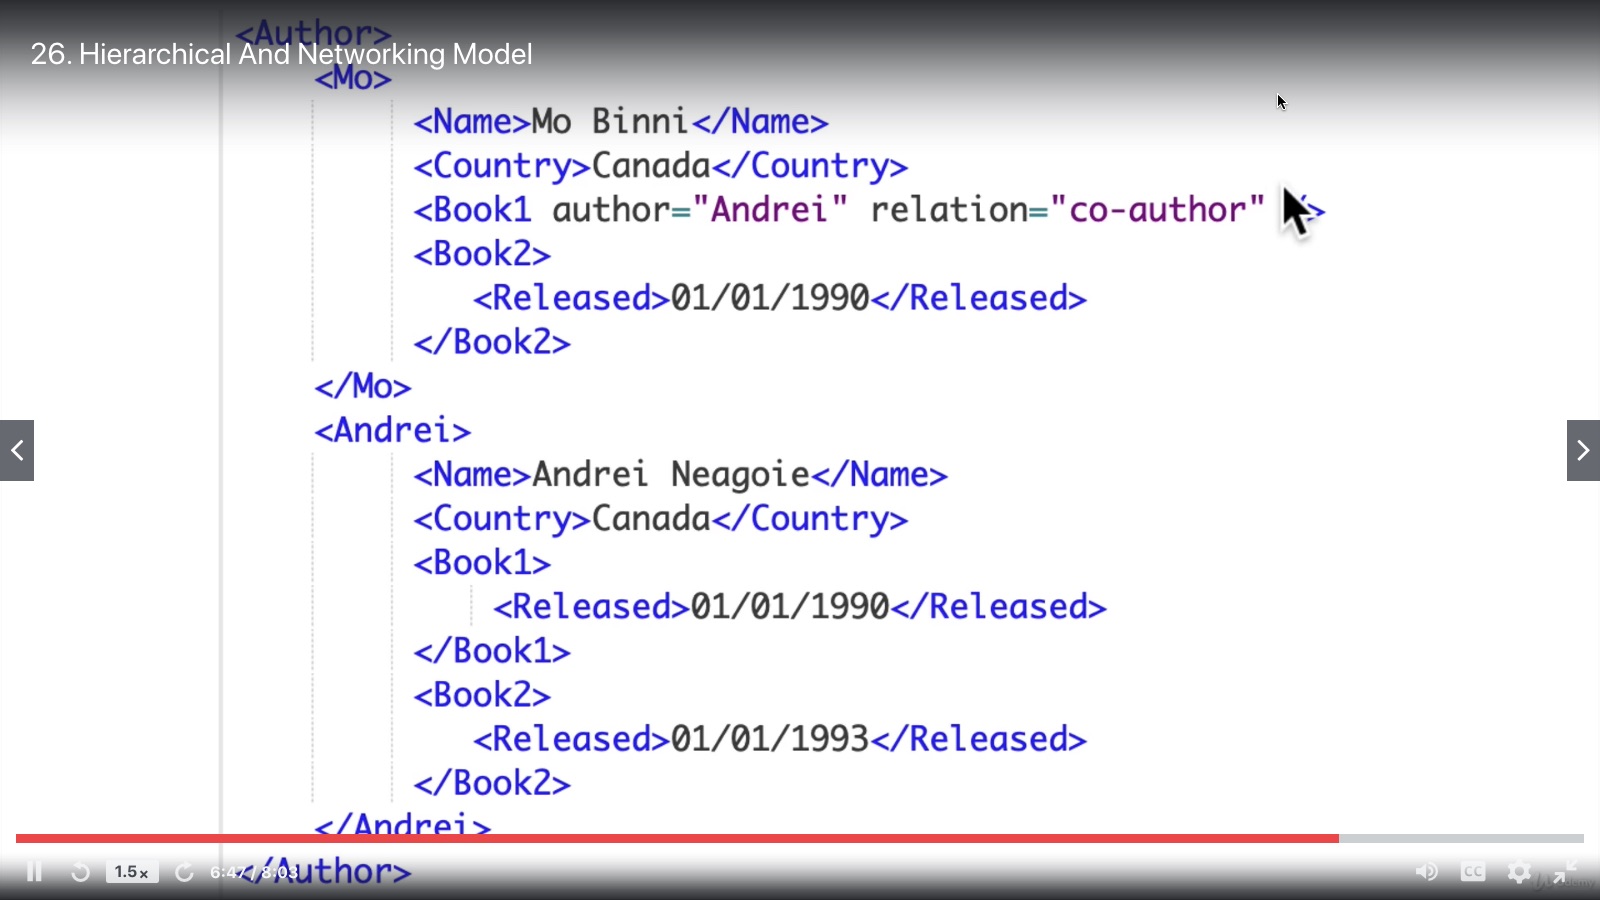 <Author>
26. Hierarchical And Networking Model
<Mo>
<Name>Mo Binni</Name>
<Country>Canada</Country>
<Book1 author="Andrei" relation="co-author" />
<Book2>
<Released>01/01/1990</Released>
</Book2>
</Mo>
<Andrei>
<Name>Andrei Neagoie</Name>
<Country>Canada</Country>
<Book1>
<Released>01/01/1990</Released>
</Book1>
<Book2>
<Released>01/01/1993</Released>
</Book2>
</Andrei>
</Author>
1.5x
6:47 / 8:03
CC